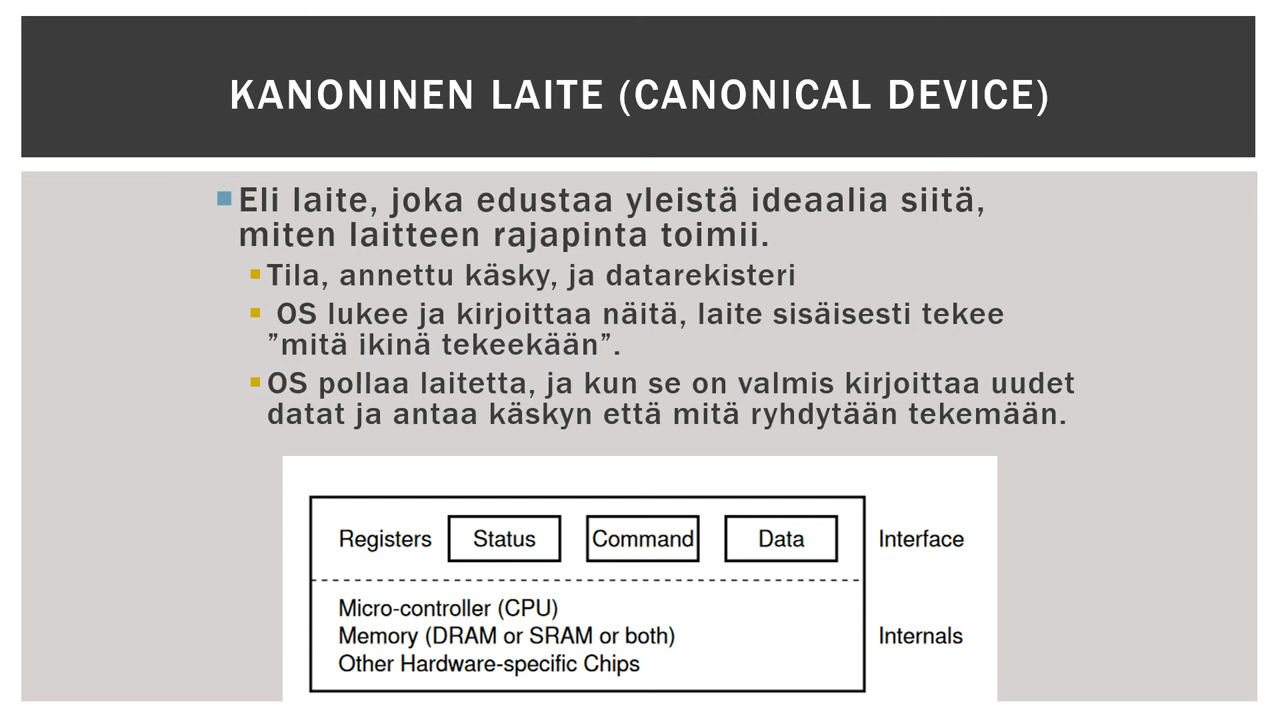 KANONINEN LAITE (CANONICAL DEVICE)
Eli laite, joka edustaa yleistä ideaalia siitä,
miten laitteen rajapinta toimii.
Tila, annettu käsky, ja datarekisteri
OS lukee ja kirjoittaa näitä, laite sisäisesti tekee
”mitä ikinä tekeekään”.
OS pollaa laitetta, ja kun se on valmis kirjoittaa uudet
datat ja antaa käskyn että mitä ryhdytään tekemään.
Registers Status Command Data Interface
Micro-controller (CPU)
Memory (DRAM or SRAM or both) Internals
Other Hardware-specific Chips